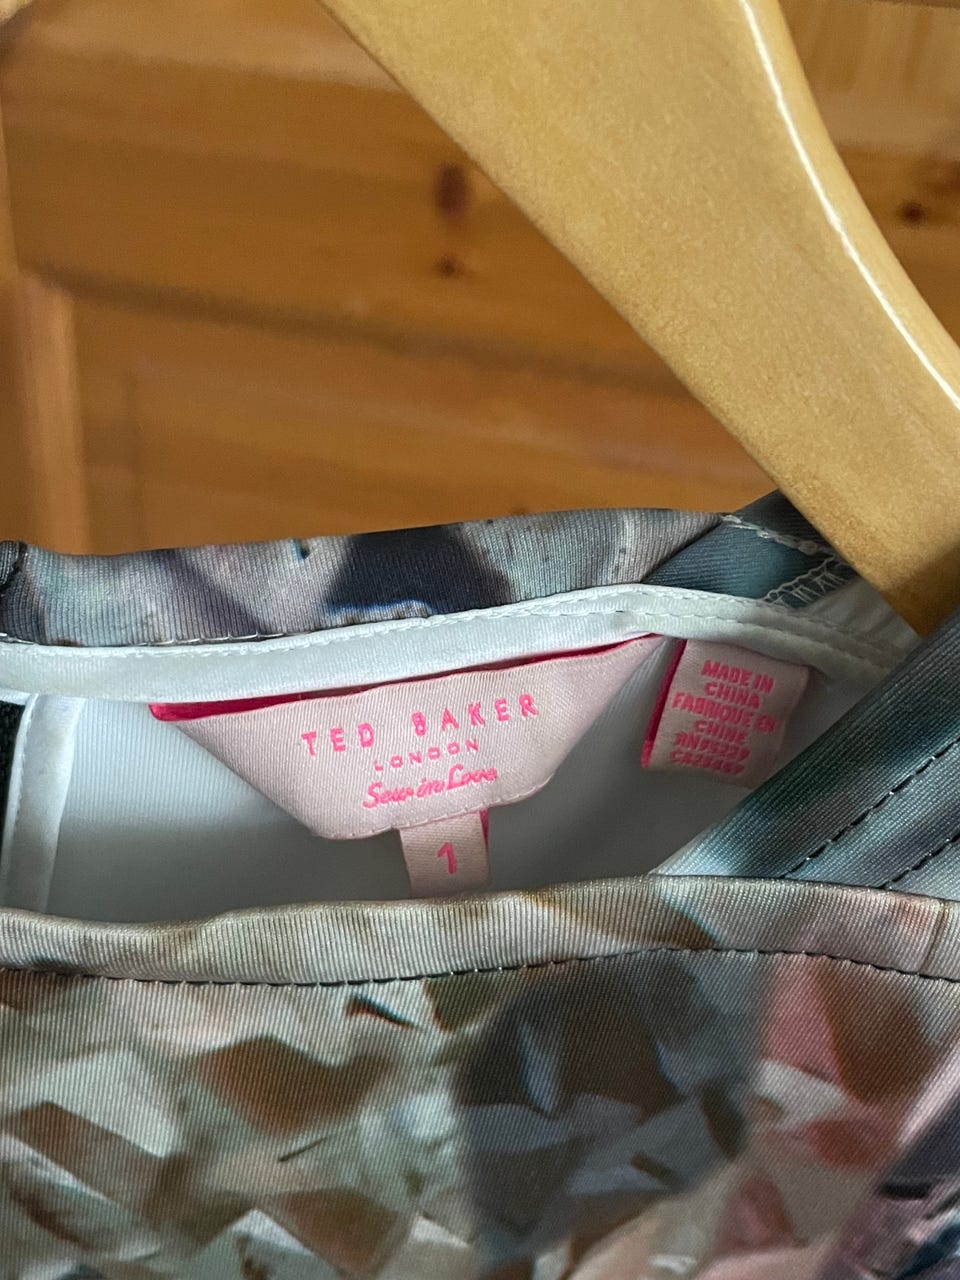 TED BAKER
LONDON
Sew in Love
1
MADE IN
CHINA
FABRIQUE EN
CHINE